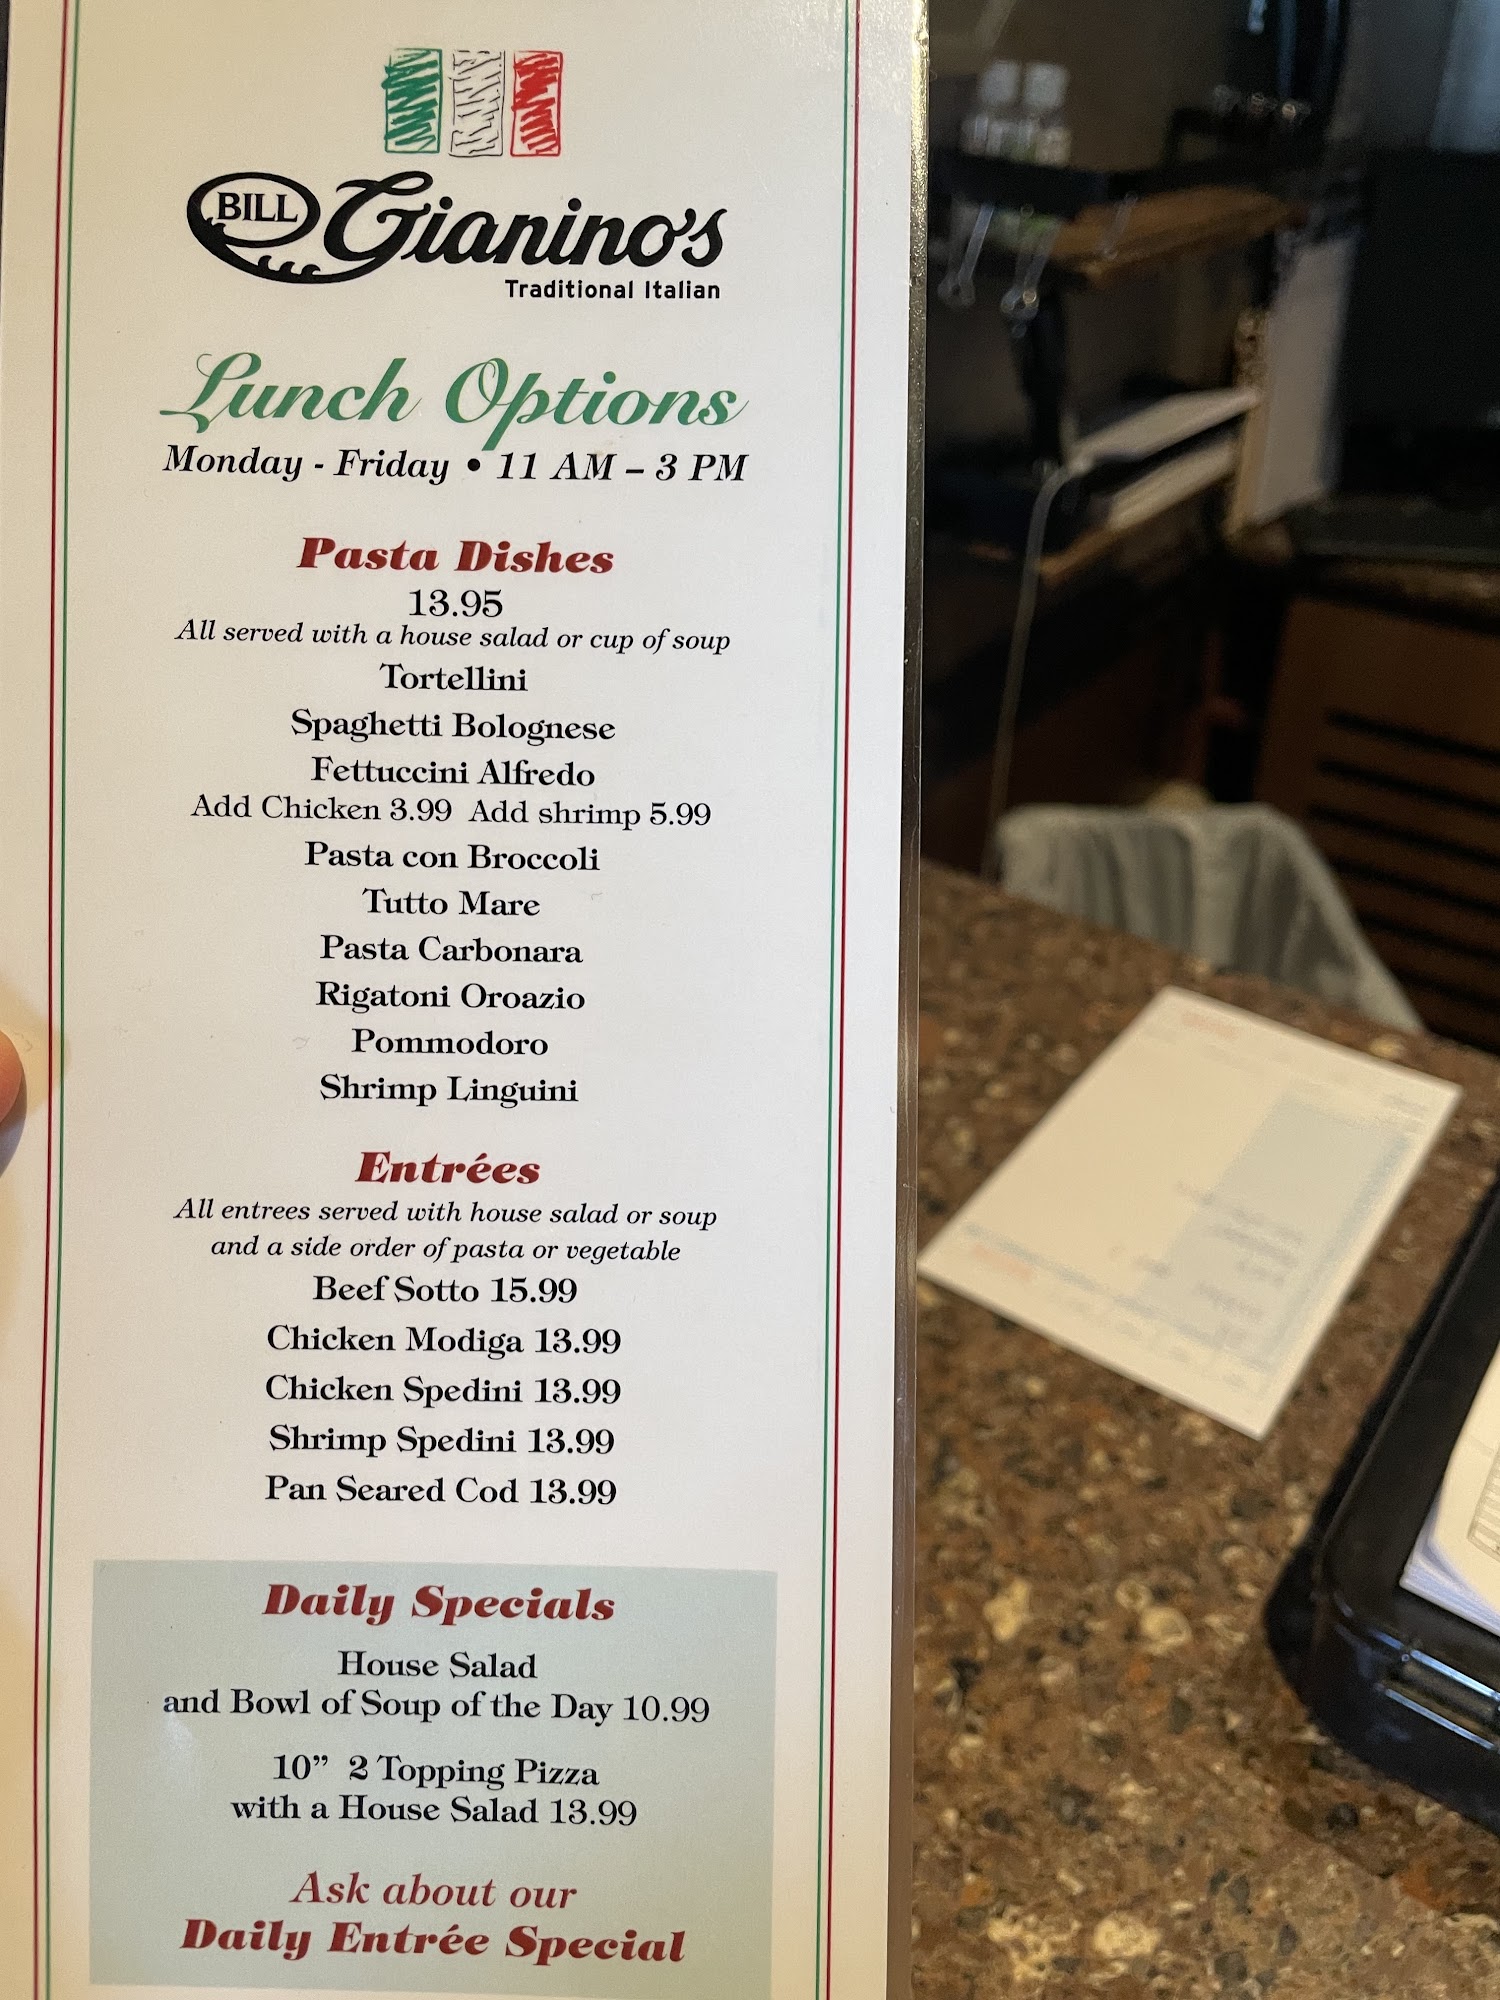 BILL Gianino's
Traditional Italian
Lunch Options
Monday - Friday • 11 AM – 3 PM
Pasta Dishes
13.95
All served with a house salad or cup of soup
Tortellini
Spaghetti Bolognese
Fettuccini Alfredo
Add Chicken 3.99 Add shrimp 5.99
Pasta con Broccoli
Tutto Mare
Pasta Carbonara
Rigatoni Oroazio
Pommodoro
Shrimp Linguini
Entrées
All entrees served with house salad or soup
and a side order of pasta or vegetable
Beef Sotto 15.99
Chicken Modiga 13.99
Chicken Spedini 13.99
Shrimp Spedini 13.99
Pan Seared Cod 13.99
Daily Specials
House Salad
and Bowl of Soup of the Day 10.99
10” 2 Topping Pizza
with a House Salad 13.99
Ask about our
Daily Entrée Special